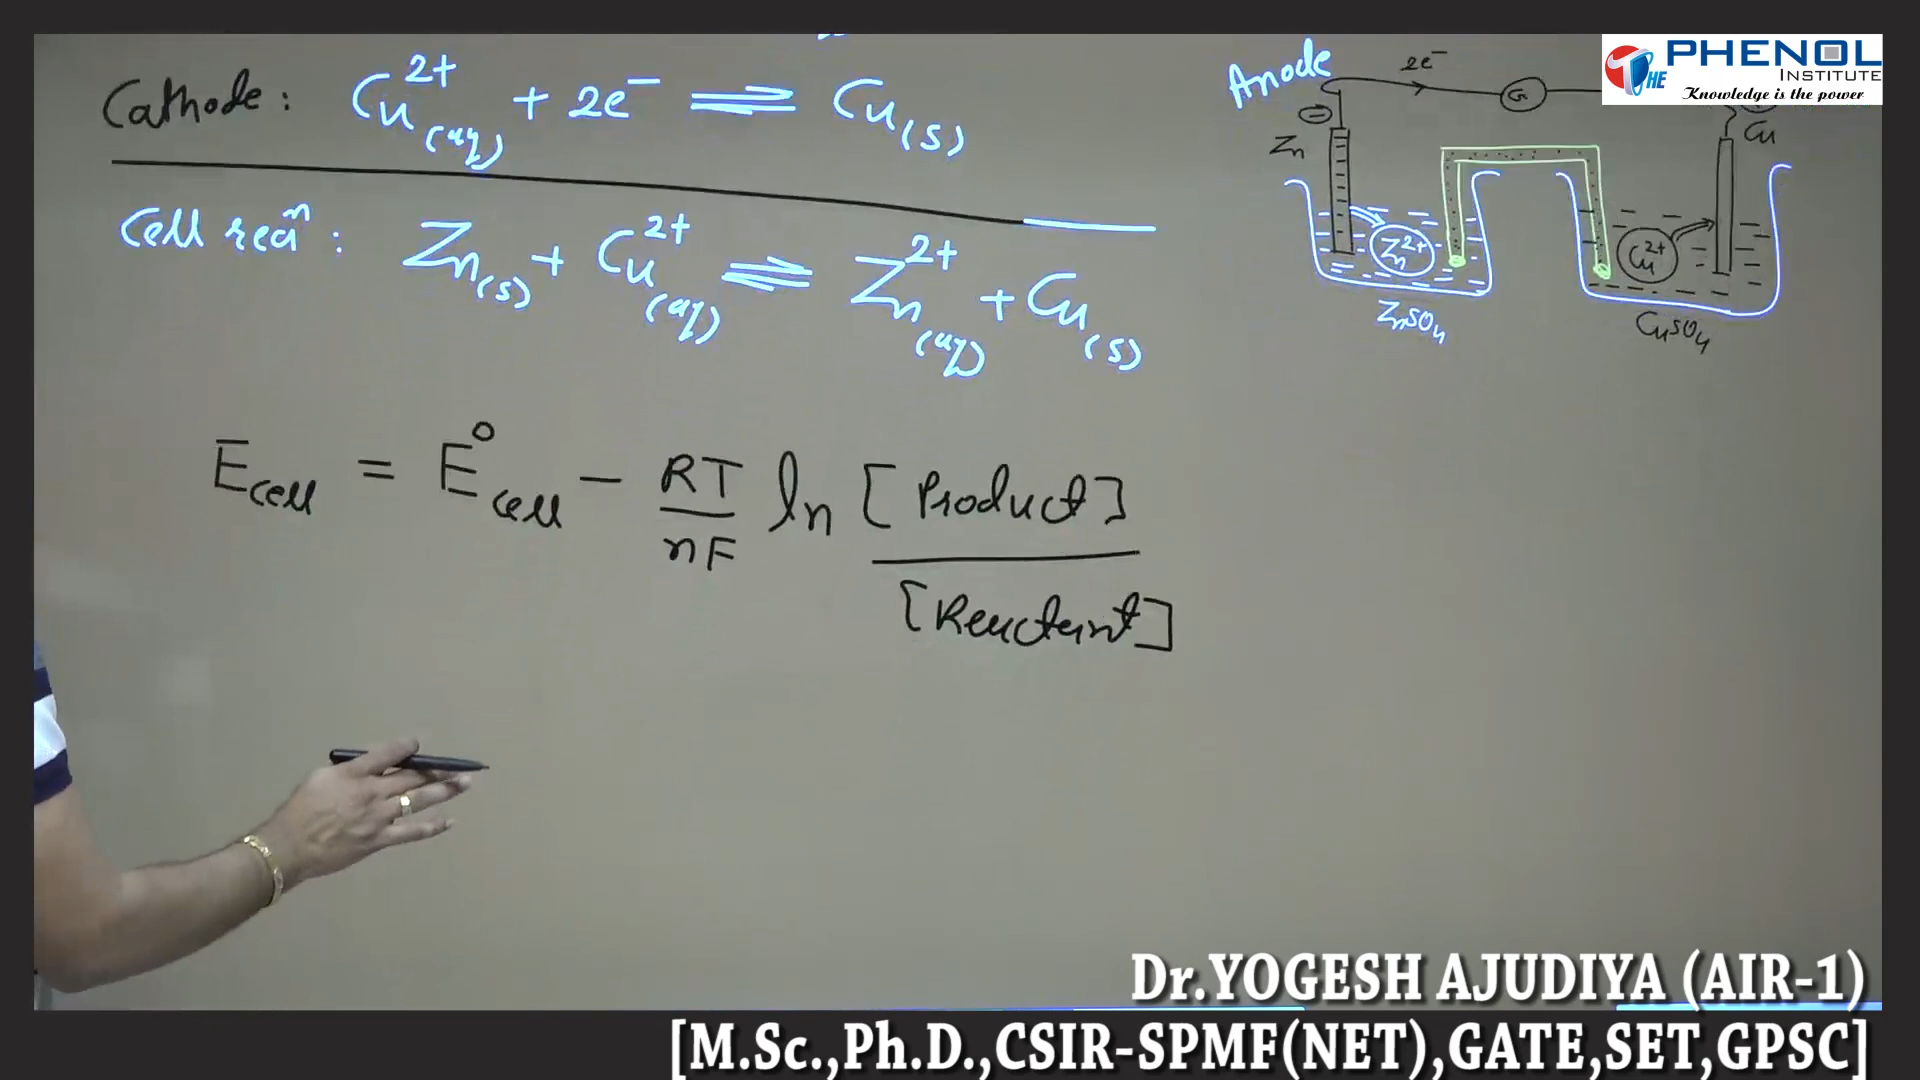 Cathode: Cu²⁺(aq) + 2e⁻ ⇌ Cu(s)
Cell reaⁿ: Zn(s) + Cu²⁺(aq) ⇌ Zn²⁺(aq) + Cu(s)
E cell = E⁰ cell − RT/nF ln [Product]/[Reactant]
Anode
2e⁻
G
⊖
Zn
Cu
Zn²⁺
Cu²⁺
ZnSO₄
CuSO₄
THE PHENOL
INSTITUTE
Knowledge is the power
Dr.YOGESH AJUDIYA (AIR-1)
[M.Sc.,Ph.D.,CSIR-SPMF(NET),GATE,SET,GPSC]